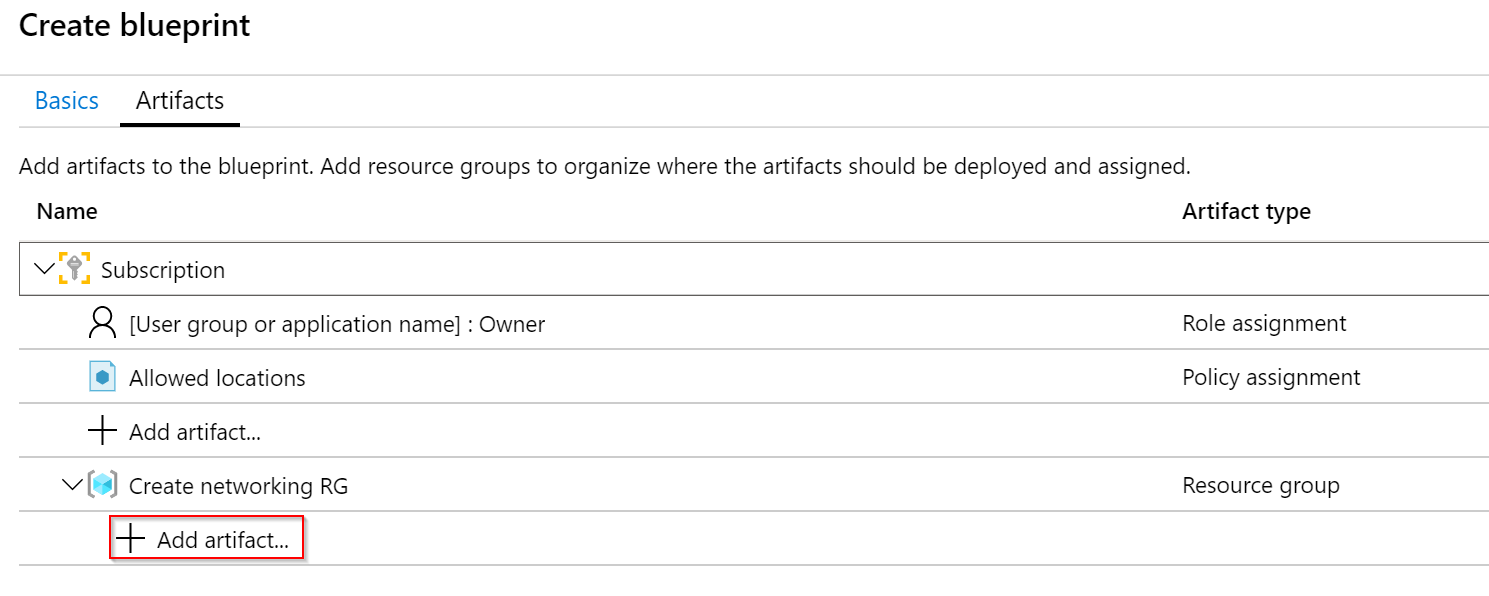 Create blueprint
Basics Artifacts
Add artifacts to the blueprint. Add resource groups to organize where the artifacts should be deployed and assigned.
Name Artifact type
Subscription
[User group or application name] : Owner Role assignment
Allowed locations Policy assignment
Add artifact...
Create networking RG Resource group
Add artifact...